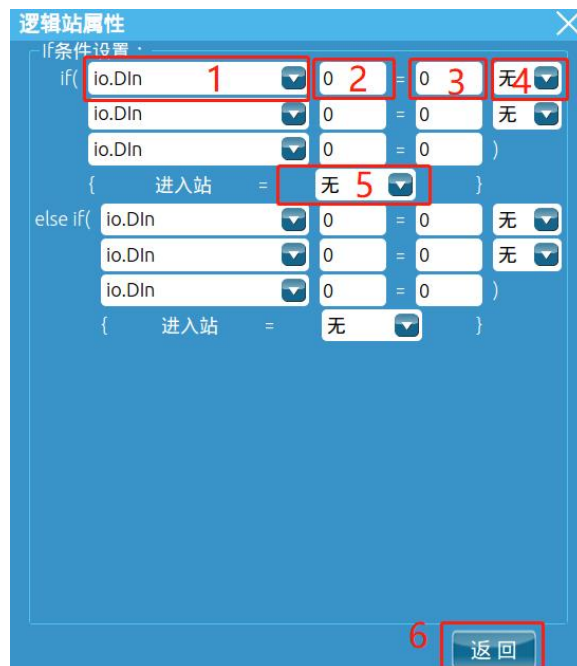 逻辑站属性
If条件设置：
if( io.DIn 1 0 2 = 0 3 无 4
io.DIn 0 = 0 无
io.DIn 0 = 0 )
{ 进入站 = 无 5 }
else if( io.DIn 0 = 0 无
io.DIn 0 = 0 无
io.DIn 0 = 0 )
{ 进入站 = 无 }
6 返回